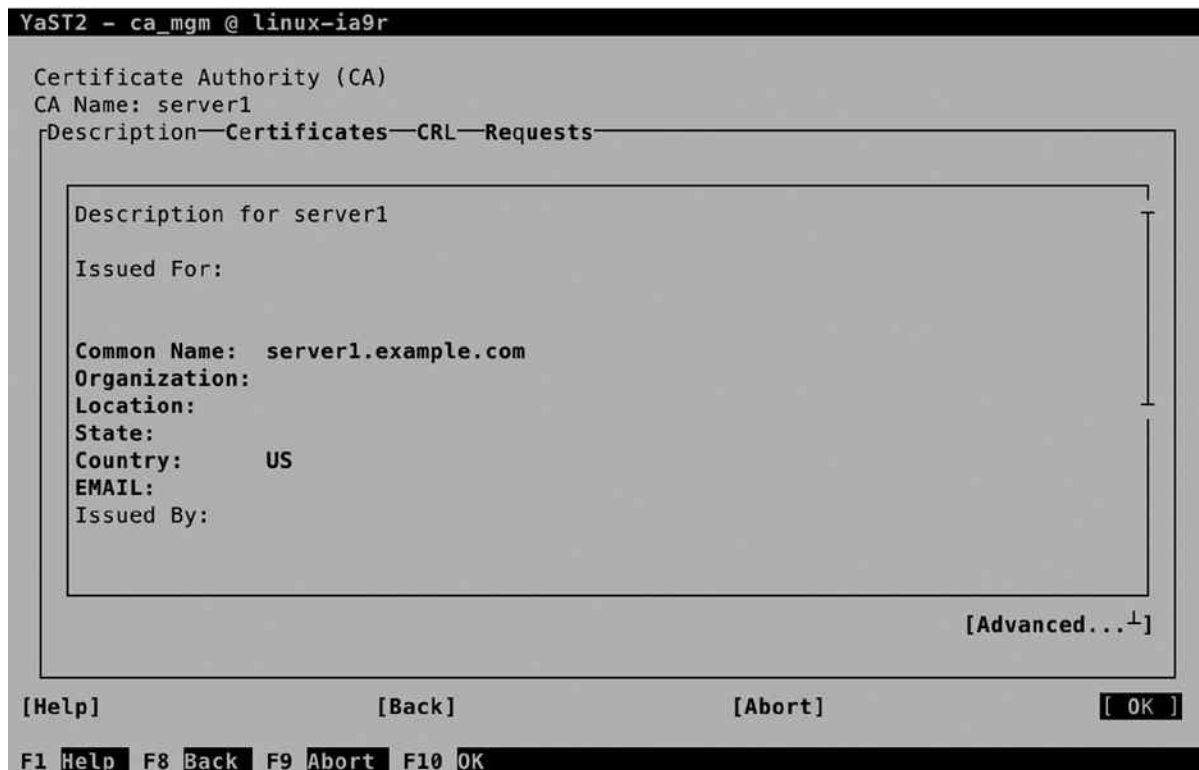 YaST2 - ca_mgm @ linux-ia9r
Certificate Authority (CA)
CA Name: server1
Description Certificates CRL Requests
Description for server1
Issued For:
Common Name: server1.example.com
Organization:
Location:
State:
Country: US
EMAIL:
Issued By:
[Advanced...]
[Help] [Back] [Abort] [ OK ]
F1 Help F8 Back F9 Abort F10 OK